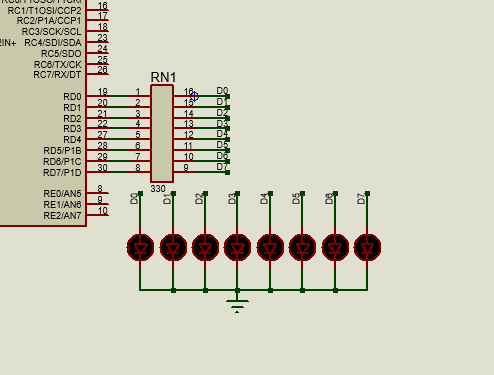 RC1/T1OSI/CCP2 16
RC2/P1A/CCP1 17
RC3/SCK/SCL 18
RC4/SDI/SDA 23
RC5/SDO 24
RC6/TX/CK 25
RC7/RX/DT 26
2IN+
RN1
RD0 19 1 16 D0
RD1 20 2 15 D1
RD2 21 3 14 D2
RD3 22 4 13 D3
RD4 27 5 12 D4
RD5/P1B 28 6 11 D5
RD6/P1C 29 7 10 D6
RD7/P1D 30 8 9 D7
330
RE0/AN5 8
RE1/AN6 9
RE2/AN7 10
D0 D1 D2 D3 D4 D5 D6 D7